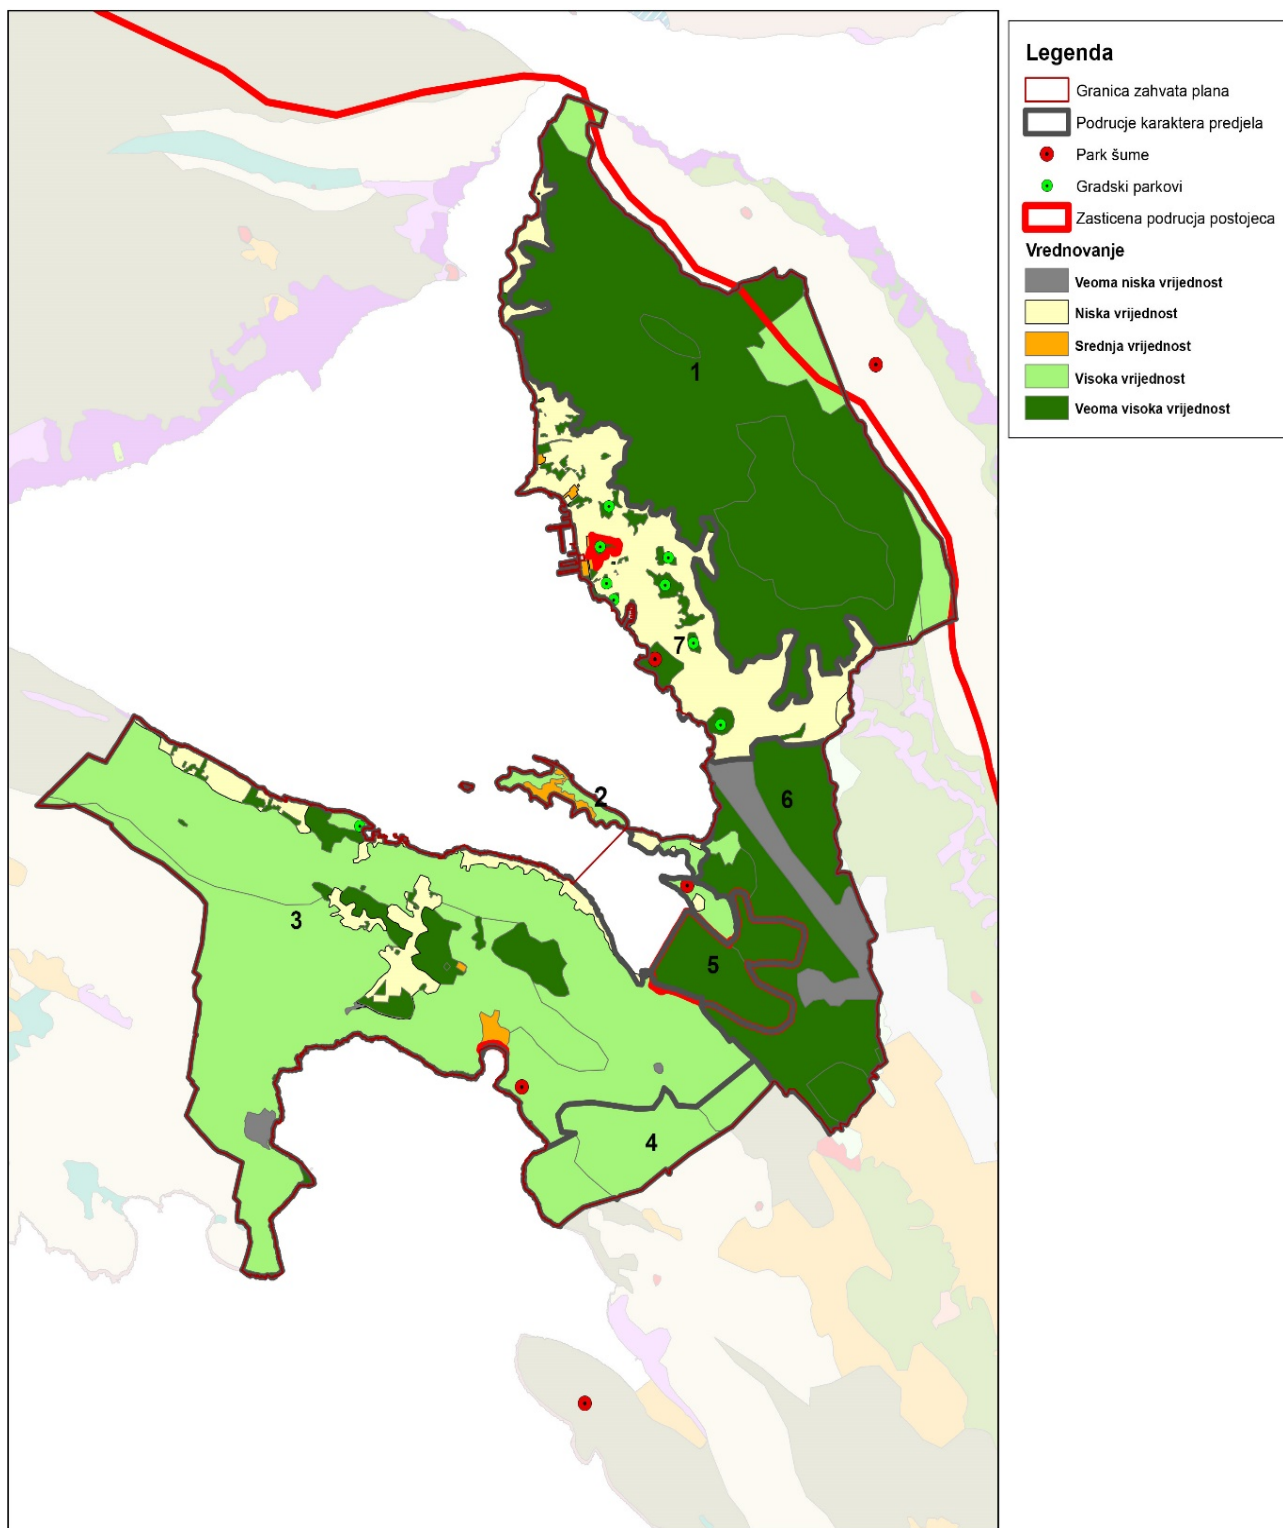 Legenda
Granica zahvata plana
Podrucje karaktera predjela
Park šume
Gradski parkovi
Zasticena podrucja postojeca
Vrednovanje
Veoma niska vrijednost
Niska vrijednost
Srednja vrijednost
Visoka vrijednost
Veoma visoka vrijednost
1
7
2
6
3
5
4